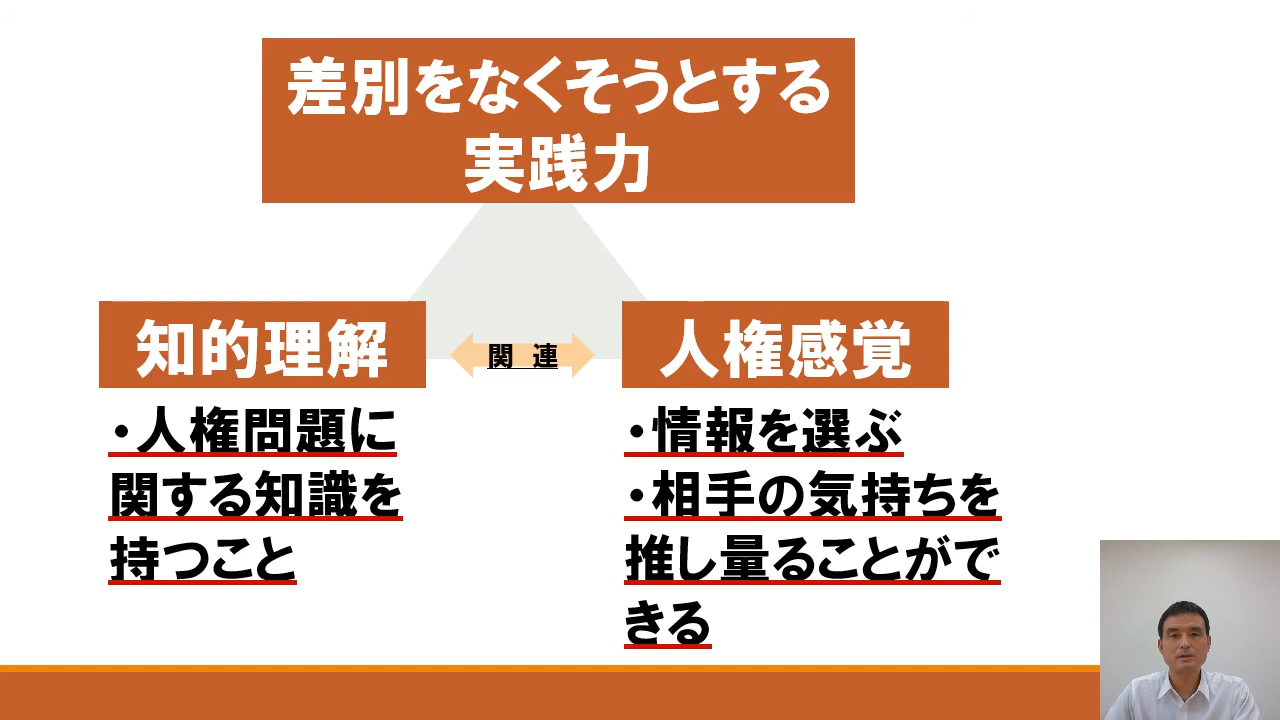 差別をなくそうとする
実践力
知的理解
関 連
人権感覚
・人権問題に
関する知識を
持つこと
・情報を選ぶ
・相手の気持ちを
推し量ることがで
きる